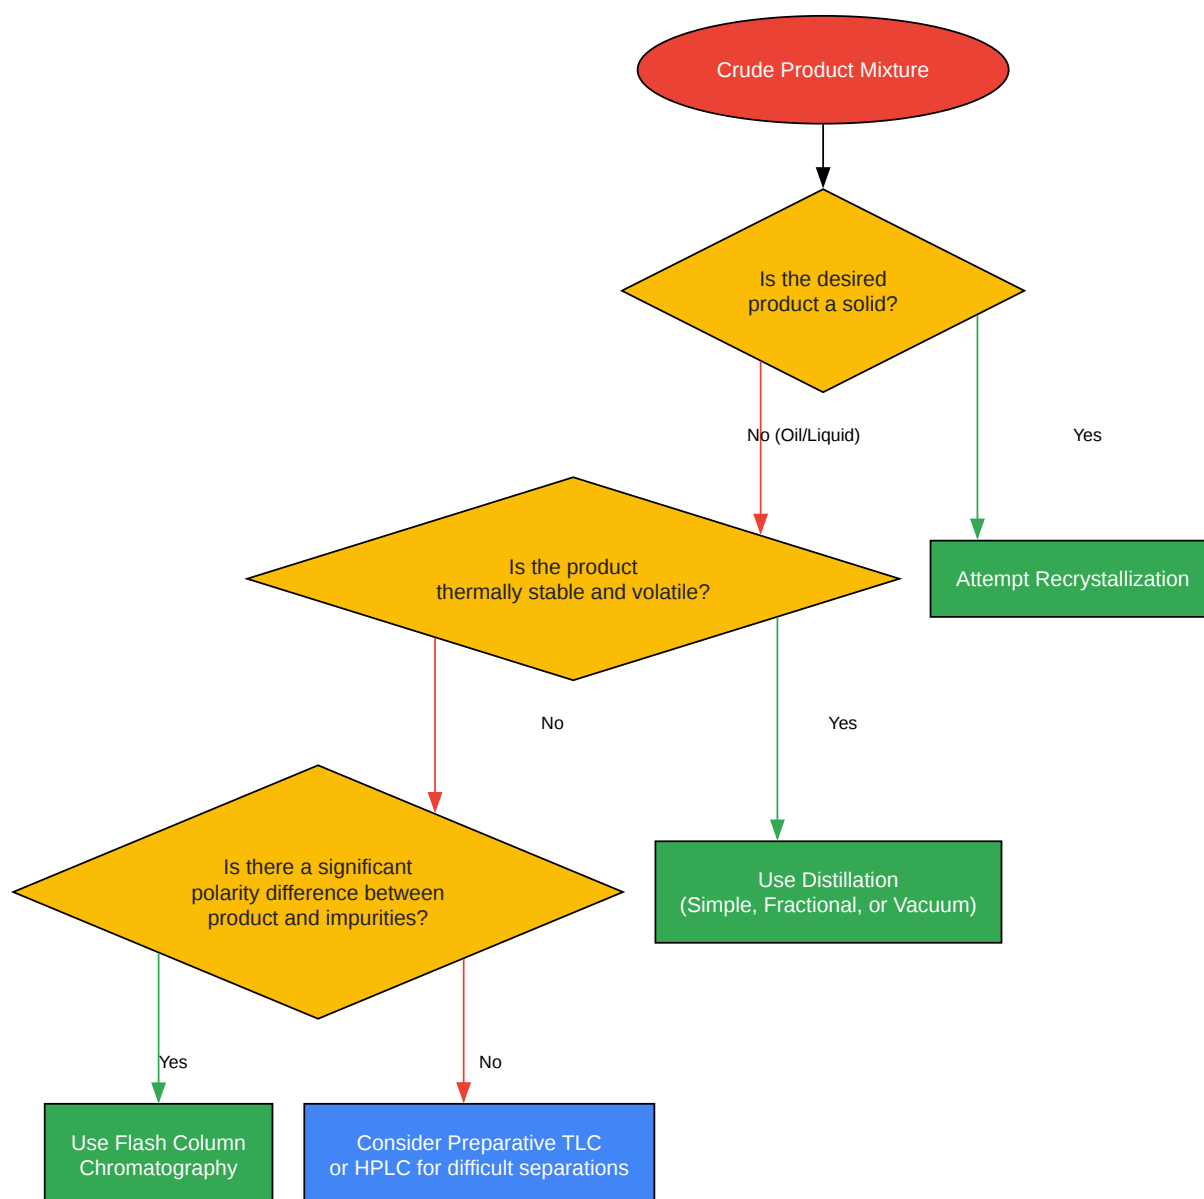 Crude Product Mixture
Is the desired
product a solid?
No (Oil/Liquid)
Yes
Is the product
thermally stable and volatile?
Attempt Recrystallization
No
Yes
Is there a significant
polarity difference between
product and impurities?
Use Distillation
(Simple, Fractional, or Vacuum)
Yes
No
Use Flash Column
Chromatography
Consider Preparative TLC
or HPLC for difficult separations